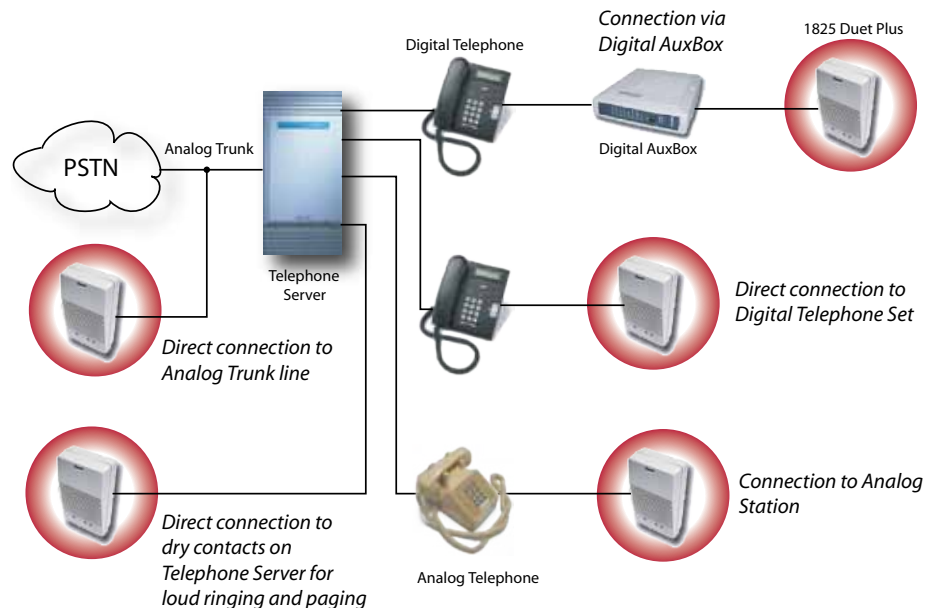 Connection via
Digital AuxBox
1825 Duet Plus
Digital Telephone
Digital AuxBox
PSTN
Analog Trunk
Telephone
Server
Direct connection to
Analog Trunk line
Direct connection to
Digital Telephone Set
Direct connection to
dry contacts on
Telephone Server for
loud ringing and paging
Analog Telephone
Connection to Analog
Station